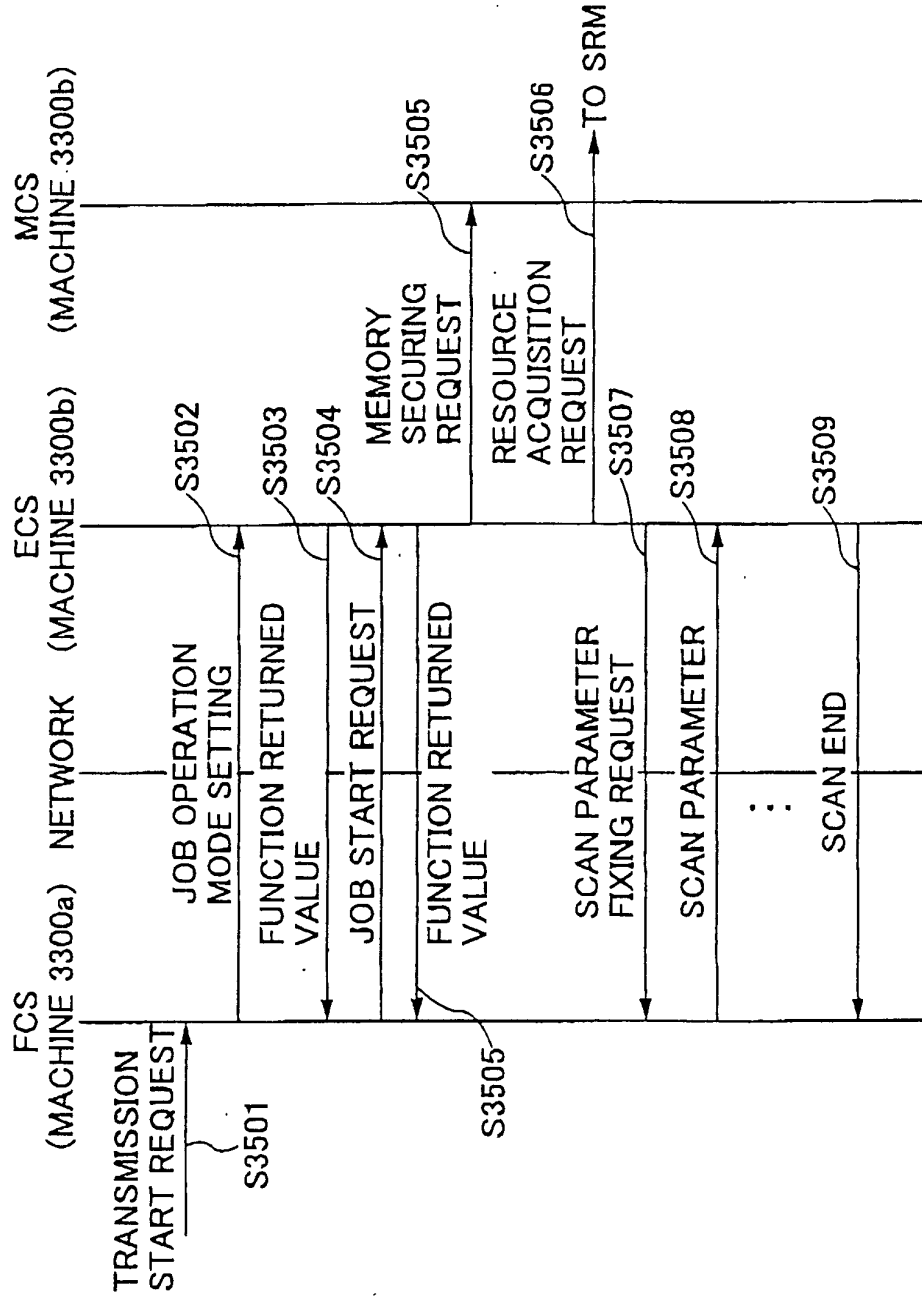 FCS
(MACHINE 3300a)
NETWORK
ECS
(MACHINE 3300b)
MCS
(MACHINE 3300b)
TRANSMISSION
START REQUEST
S3501
JOB OPERATION
MODE SETTING
S3502
FUNCTION RETURNED
VALUE
S3503
JOB START REQUEST
S3504
FUNCTION RETURNED
VALUE
S3505
MEMORY
SECURING
REQUEST
S3505
RESOURCE
ACQUISITION
REQUEST
S3506
TO SRM
SCAN PARAMETER
FIXING REQUEST
S3507
SCAN PARAMETER
S3508
...
SCAN END
S3509